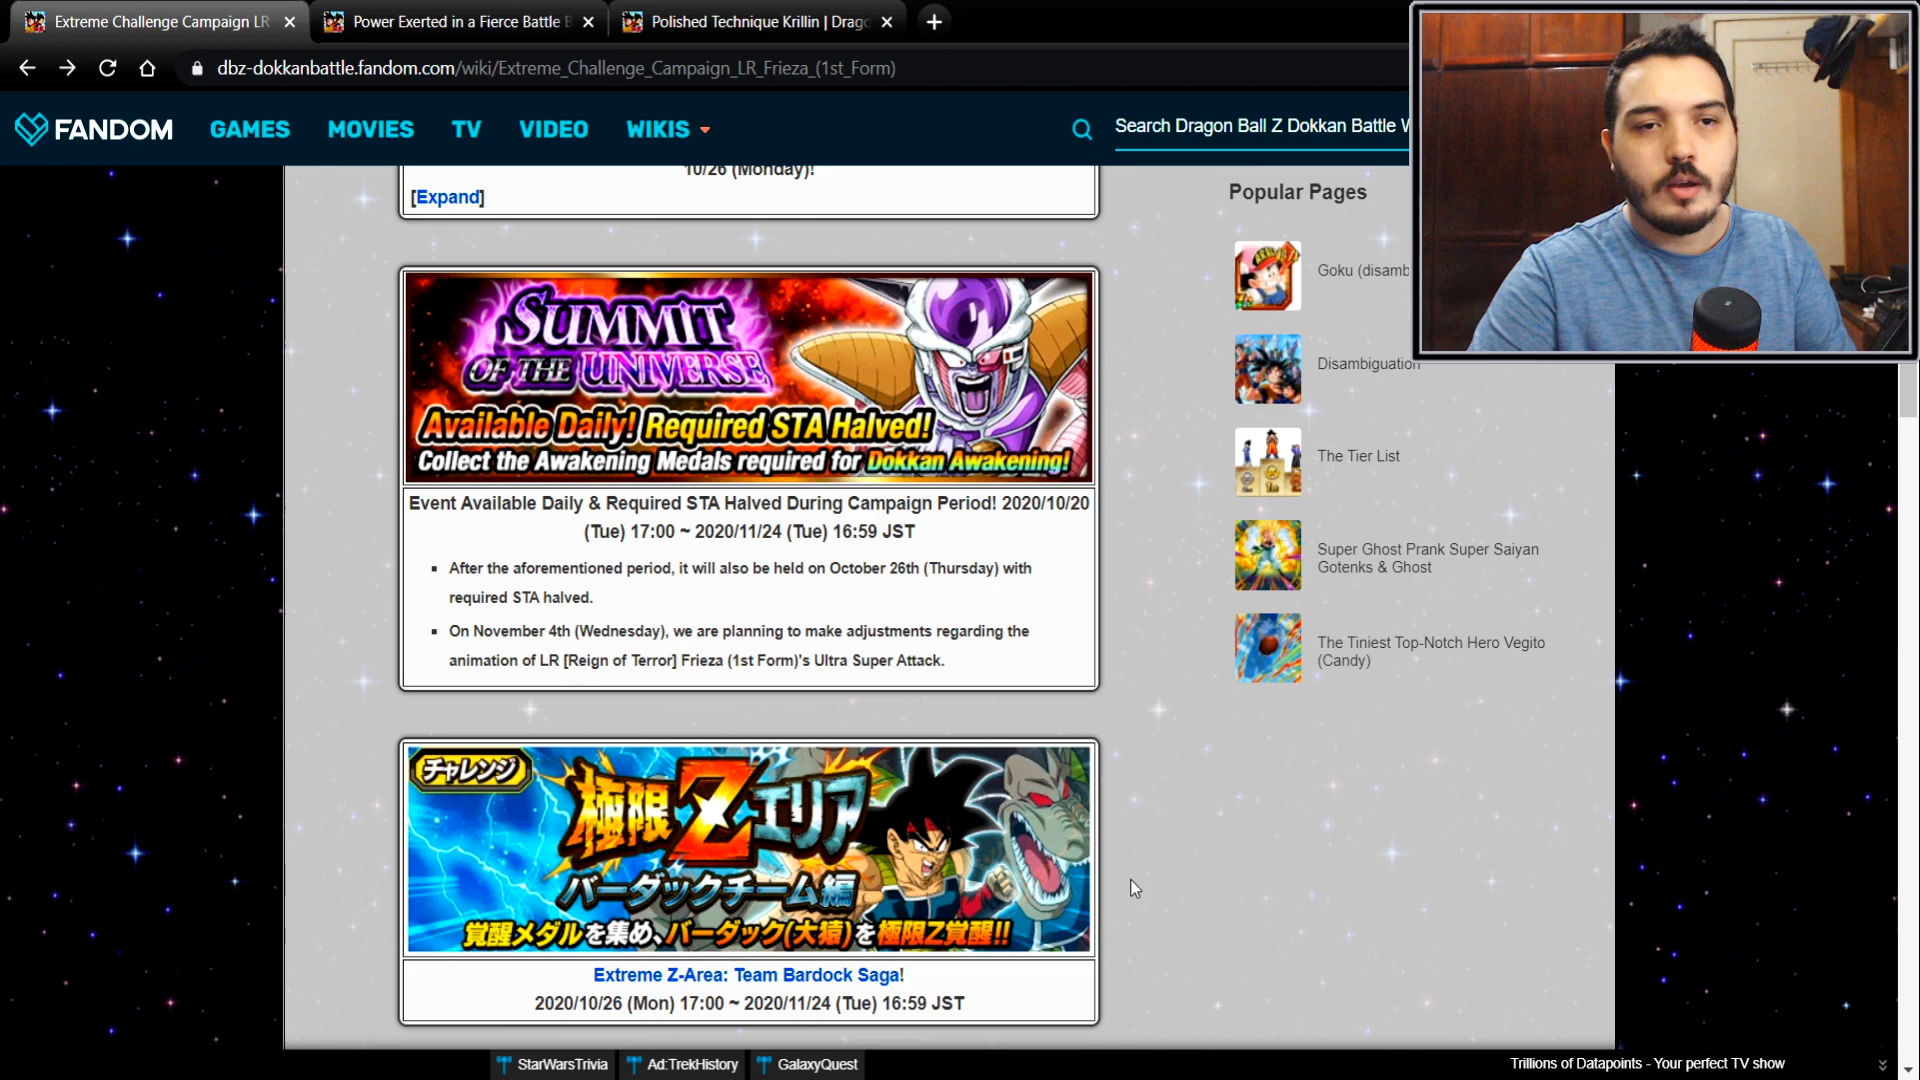 Extreme Challenge Campaign LR
Power Exerted in a Fierce Battle B
Polished Technique Krillin | Drago
dbz-dokkanbattle.fandom.com/wiki/Extreme_Challenge_Campaign_LR_Frieza_(1st_Form)
FANDOM
GAMES
MOVIES
TV
VIDEO
WIKIS
Search Dragon Ball Z Dokkan Battle W
10/26 (Monday)!
[Expand]
SUMMIT
OF THE UNIVERSE
Available Daily! Required STA Halved!
Collect the Awakening Medals required for Dokkan Awakening!
Event Available Daily & Required STA Halved During Campaign Period! 2020/10/20
(Tue) 17:00 ~ 2020/11/24 (Tue) 16:59 JST
After the aforementioned period, it will also be held on October 26th (Thursday) with
required STA halved.
On November 4th (Wednesday), we are planning to make adjustments regarding the
animation of LR [Reign of Terror] Frieza (1st Form)'s Ultra Super Attack.
チャレンジ
極限Zエリア
バーダックチーム編
覚醒メダルを集め、バーダック(大猿)を極限Z覚醒!!
Extreme Z-Area: Team Bardock Saga!
2020/10/26 (Mon) 17:00 ~ 2020/11/24 (Tue) 16:59 JST
Popular Pages
Goku (disamb
Disambiguation
The Tier List
Super Ghost Prank Super Saiyan
Gotenks & Ghost
The Tiniest Top-Notch Hero Vegito
(Candy)
StarWarsTrivia
Ad:TrekHistory
GalaxyQuest
Trillions of Datapoints - Your perfect TV show